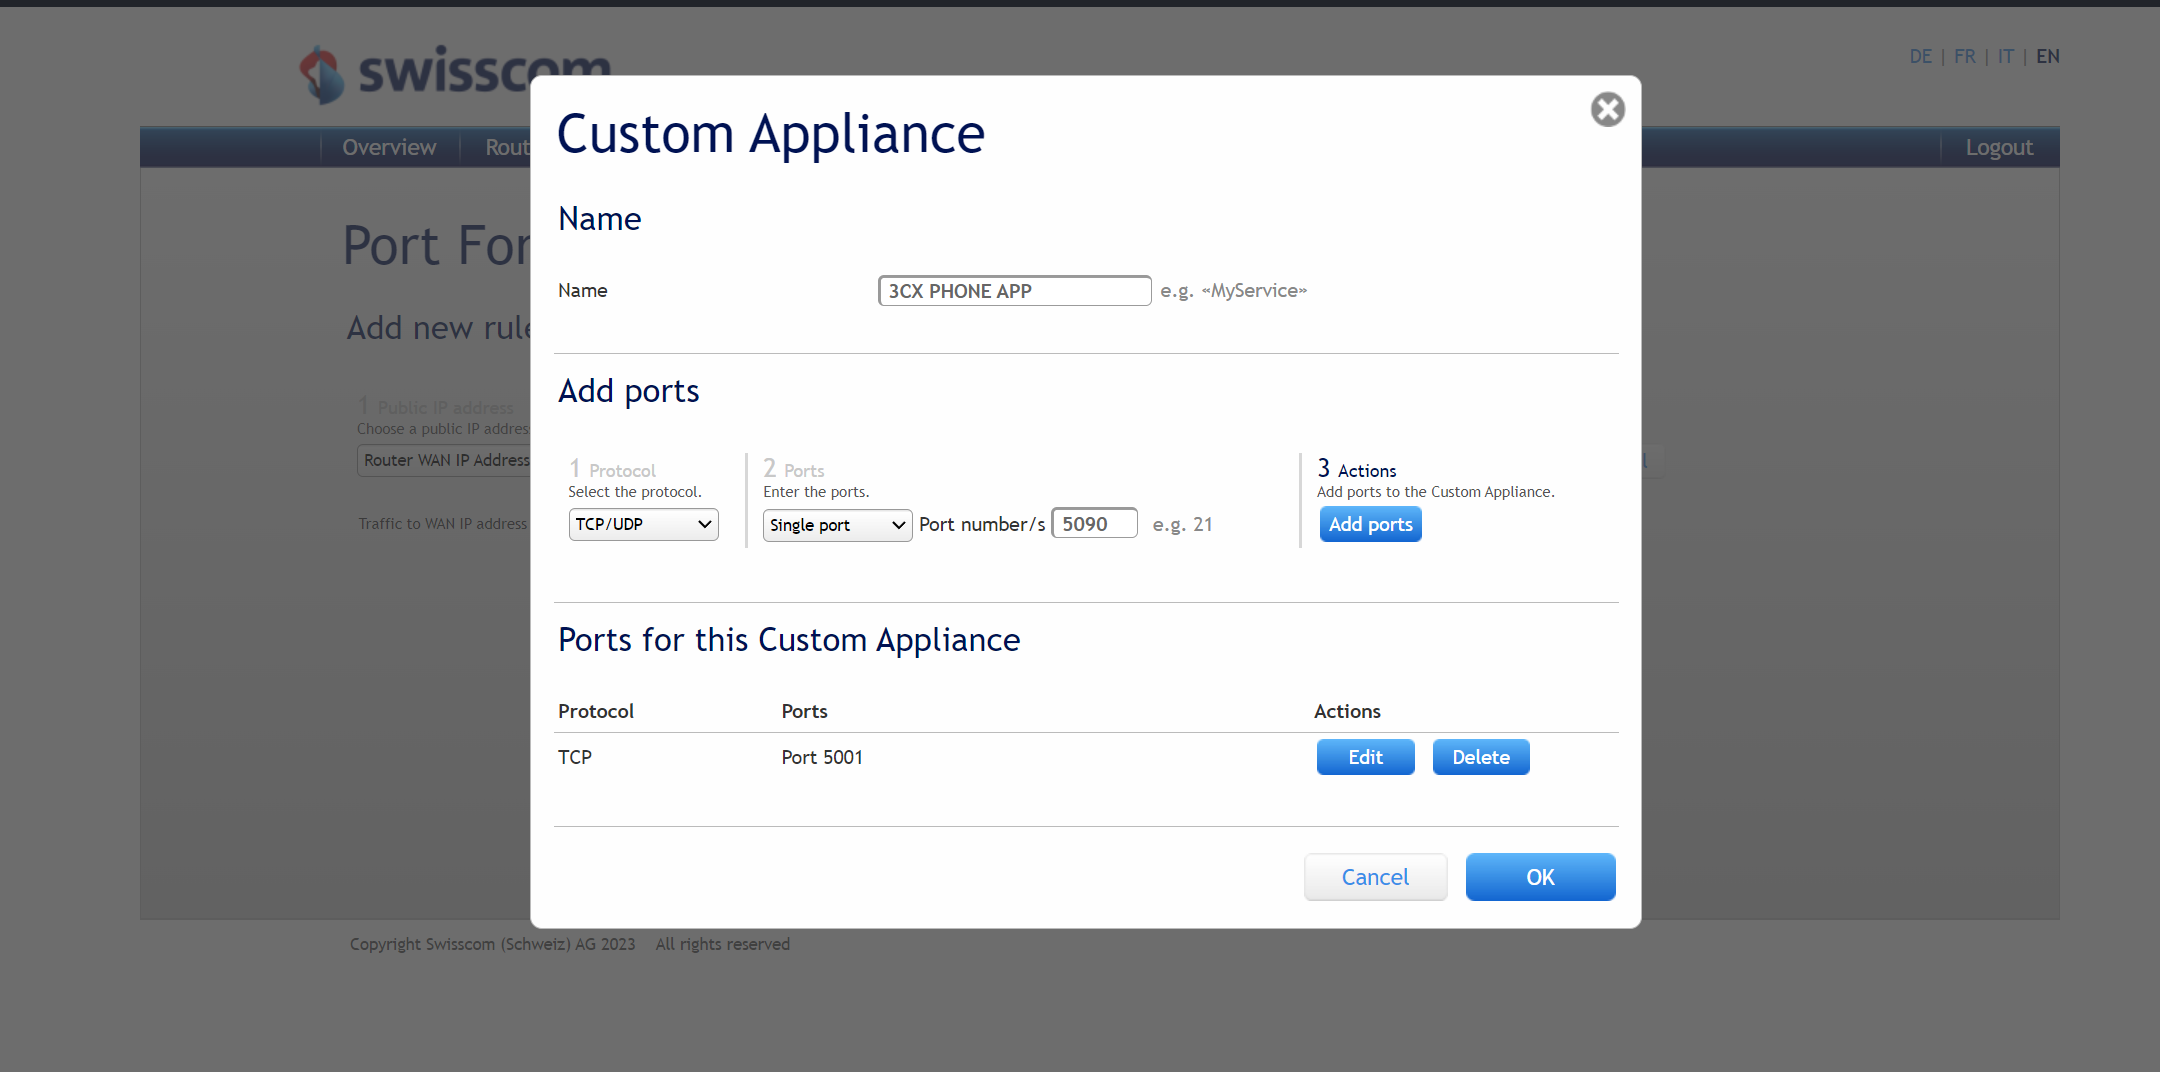 swisscom
DE | FR | IT | EN
Overview
Logout
Custom Appliance
Name
Name 3CX PHONE APP e.g. «MyService»
Add new rule
Add ports
1 Public IP address
Choose a public IP address
Router WAN IP Address
Traffic to WAN IP address
1 Protocol
Select the protocol.
TCP/UDP
2 Ports
Enter the ports.
Single port Port number/s 5090 e.g. 21
3 Actions
Add ports to the Custom Appliance.
Add ports
Ports for this Custom Appliance
Protocol Ports Actions
TCP Port 5001 Edit Delete
Cancel OK
Copyright Swisscom (Schweiz) AG 2023 All rights reserved